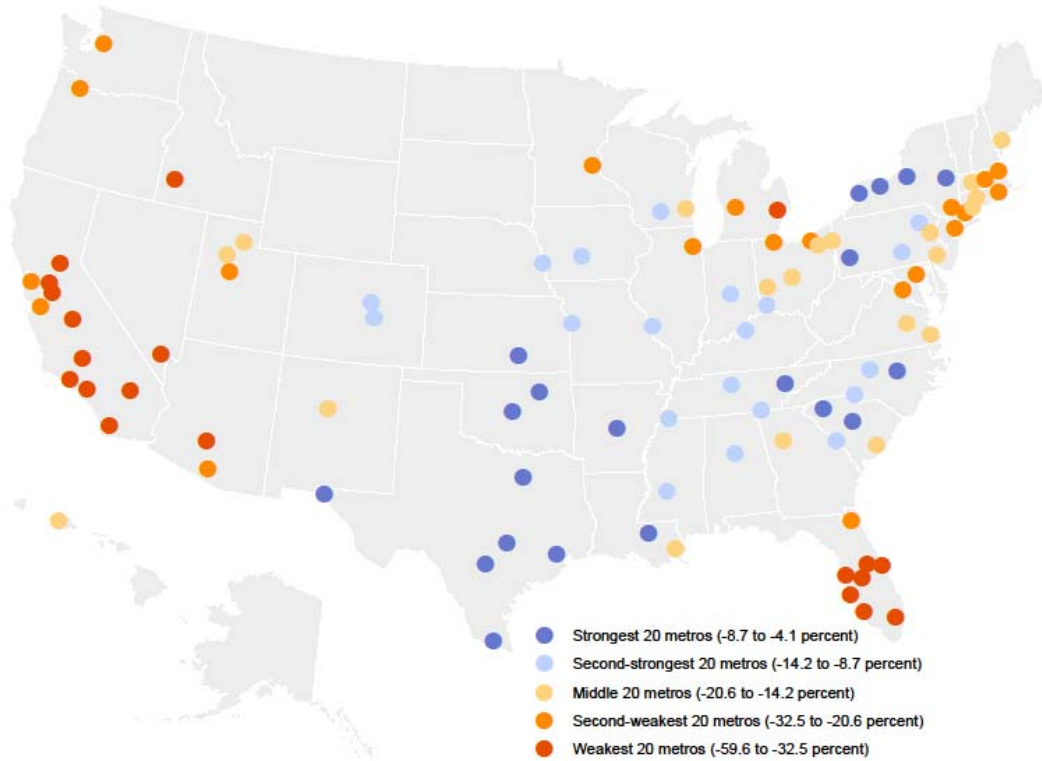 Strongest 20 metros (-8.7 to -4.1 percent)
Second-strongest 20 metros (-14.2 to -8.7 percent)
Middle 20 metros (-20.6 to -14.2 percent)
Second-weakest 20 metros (-32.5 to -20.6 percent)
Weakest 20 metros (-59.6 to -32.5 percent)